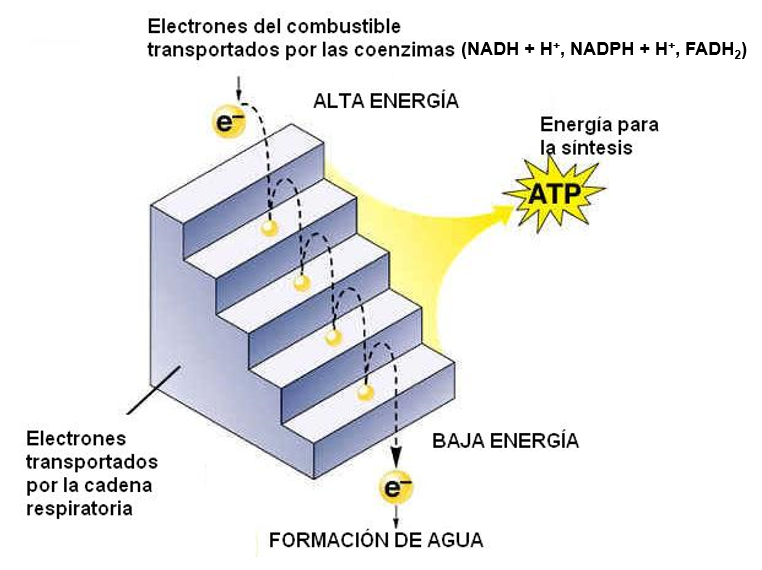 Electrones del combustible
transportados por las coenzimas (NADH + H⁺, NADPH + H⁺, FADH₂)
ALTA ENERGÍA
e⁻
Energía para
la síntesis
ATP
Electrones
transportados
por la cadena
respiratoria
BAJA ENERGÍA
e⁻
FORMACIÓN DE AGUA